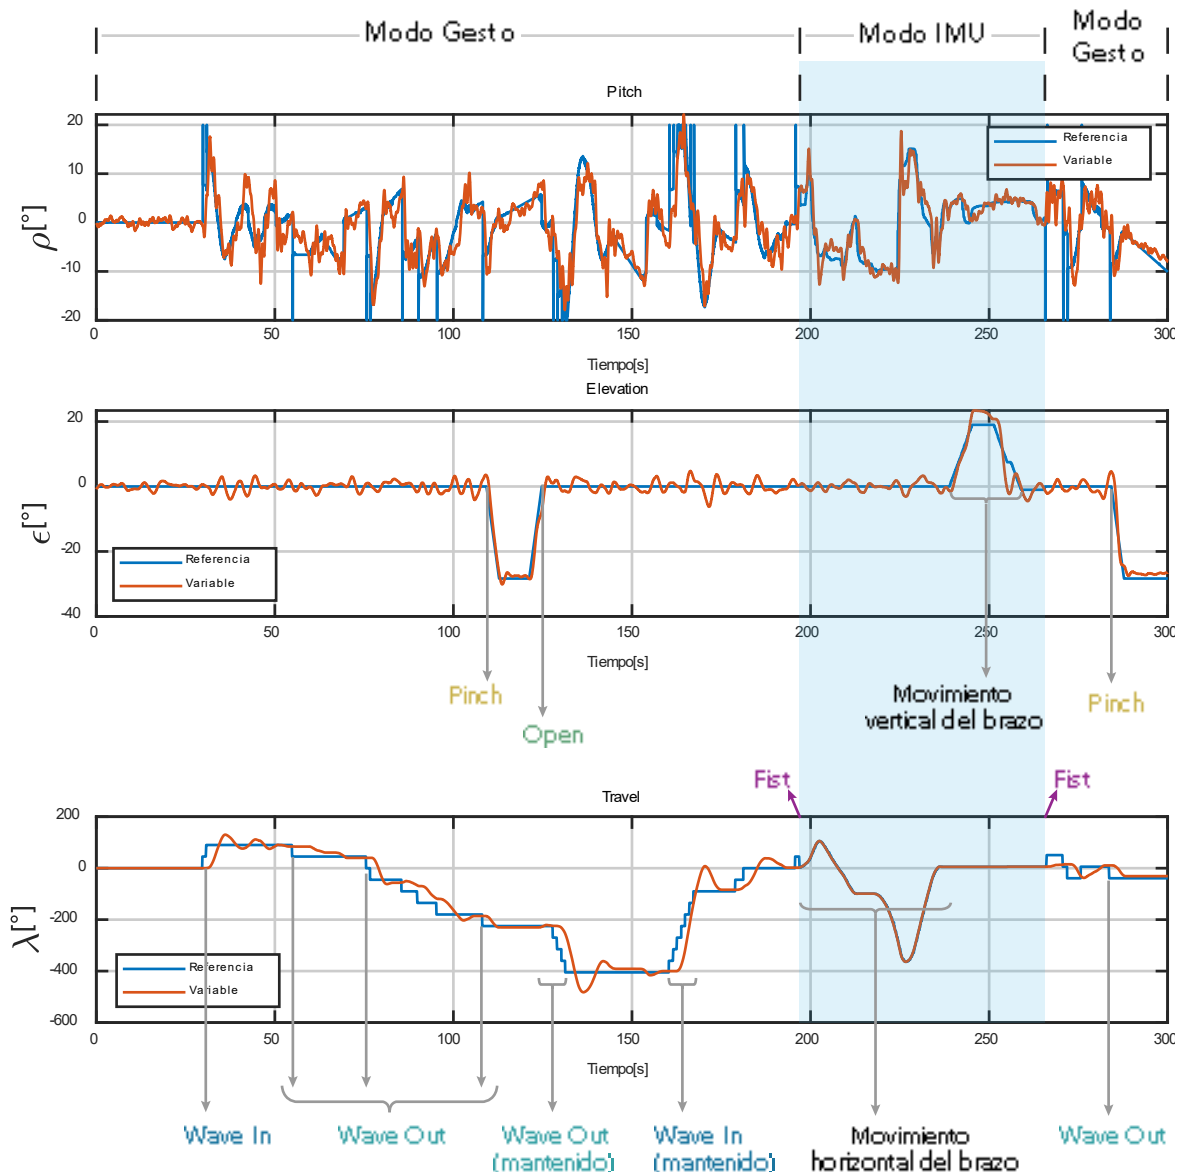 Modo Gesto
Modo IMU
Modo
Gesto
Pitch
20
10
0
-10
-20
ρ[°]
Referencia
Variable
0
50
100
150
200
250
300
Tiempo[s]
Elevation
20
0
-20
-40
ϵ[°]
Referencia
Variable
0
50
100
150
200
250
300
Tiempo[s]
Pinch
Open
Movimiento
vertical del brazo
Pinch
Fist
Fist
Travel
200
0
-200
-400
-600
λ[°]
Referencia
Variable
0
50
100
150
200
250
300
Tiempo[s]
Wave In
Wave Out
Wave Out
(mantenido)
Wave In
(mantenido)
Movimiento
horizontal del brazo
Wave Out